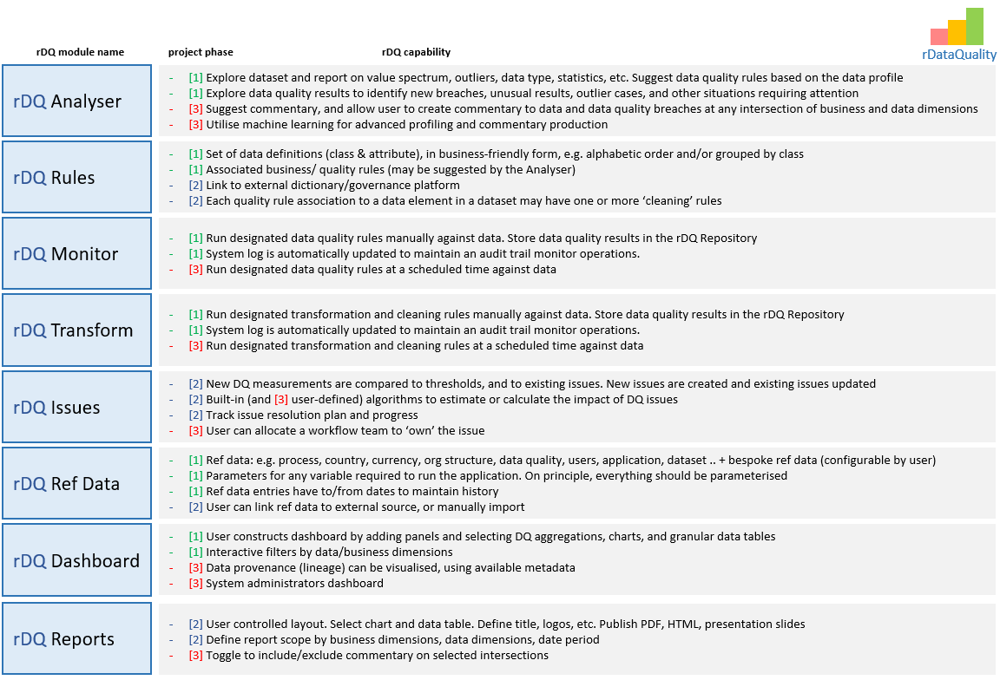 rDataQuality
rDQ module name project phase rDQ capability
rDQ Analyser
- [1] Explore dataset and report on value spectrum, outliers, data type, statistics, etc. Suggest data quality rules based on the data profile
- [1] Explore data quality results to identify new breaches, unusual results, outlier cases, and other situations requiring attention
- [3] Suggest commentary, and allow user to create commentary to data and data quality breaches at any intersection of business and data dimensions
- [3] Utilise machine learning for advanced profiling and commentary production
rDQ Rules
- [1] Set of data definitions (class & attribute), in business-friendly form, e.g. alphabetic order and/or grouped by class
- [1] Associated business/ quality rules (may be suggested by the Analyser)
- [2] Link to external dictionary/governance platform
- [2] Each quality rule association to a data element in a dataset may have one or more ‘cleaning’ rules
rDQ Monitor
- [1] Run designated data quality rules manually against data. Store data quality results in the rDQ Repository
- [1] System log is automatically updated to maintain an audit trail monitor operations.
- [3] Run designated data quality rules at a scheduled time against data
rDQ Transform
- [1] Run designated transformation and cleaning rules manually against data. Store data quality results in the rDQ Repository
- [1] System log is automatically updated to maintain an audit trail monitor operations.
- [3] Run designated transformation and cleaning rules at a scheduled time against data
rDQ Issues
- [2] New DQ measurements are compared to thresholds, and to existing issues. New issues are created and existing issues updated
- [2] Built-in (and [3] user-defined) algorithms to estimate or calculate the impact of DQ issues
- [2] Track issue resolution plan and progress
- [3] User can allocate a workflow team to ‘own’ the issue
rDQ Ref Data
- [1] Ref data: e.g. process, country, currency, org structure, data quality, users, application, dataset .. + bespoke ref data (configurable by user)
- [1] Parameters for any variable required to run the application. On principle, everything should be parameterised
- [1] Ref data entries have to/from dates to maintain history
- [2] User can link ref data to external source, or manually import
rDQ Dashboard
- [1] User constructs dashboard by adding panels and selecting DQ aggregations, charts, and granular data tables
- [1] Interactive filters by data/business dimensions
- [3] Data provenance (lineage) can be visualised, using available metadata
- [3] System administrators dashboard
rDQ Reports
- [2] User controlled layout. Select chart and data table. Define title, logos, etc. Publish PDF, HTML, presentation slides
- [2] Define report scope by business dimensions, data dimensions, date period
- [3] Toggle to include/exclude commentary on selected intersections